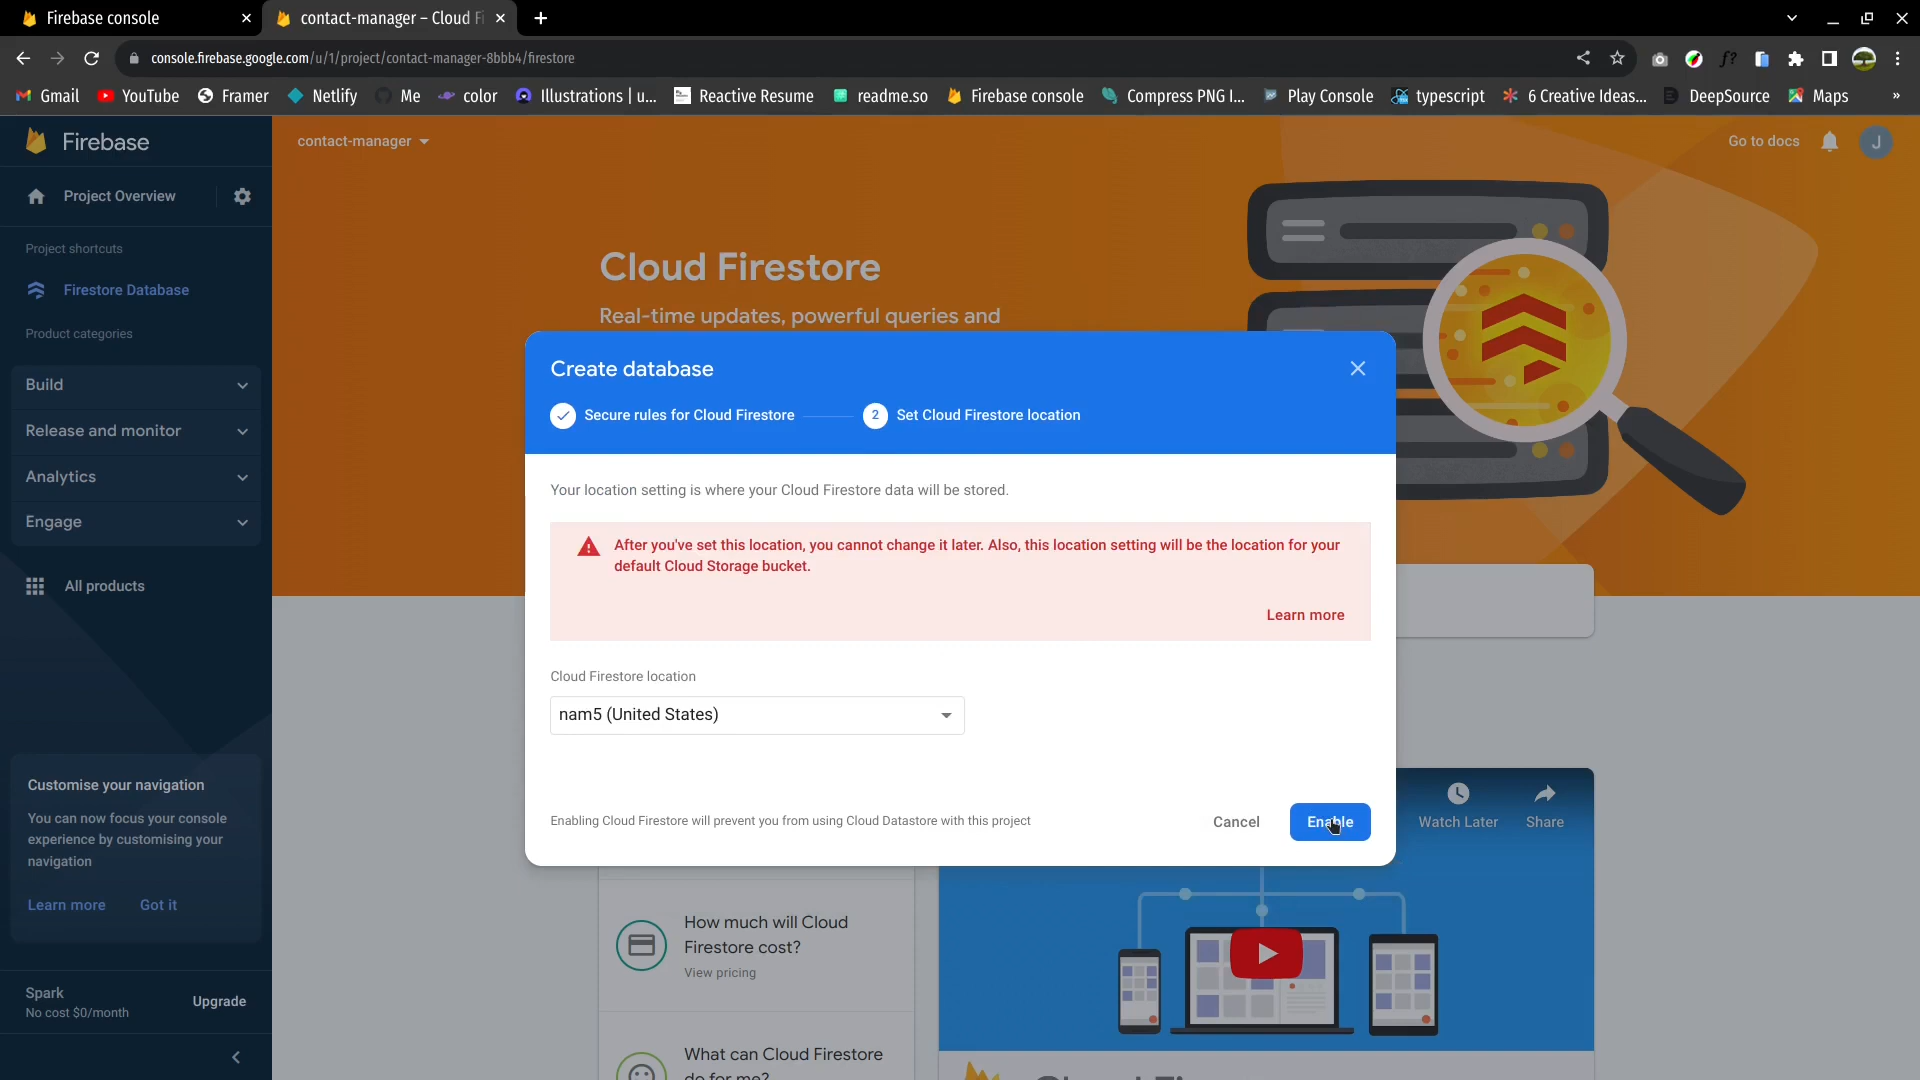 Firebase console
contact-manager – Cloud Fi
console.firebase.google.com/u/1/project/contact-manager-8bbb4/firestore
f?
Gmail
YouTube
Framer
Netlify
Me
color
Illustrations | u...
Reactive Resume
readme.so
Firebase console
Compress PNG I...
Play Console
typescript
6 Creative Ideas...
DeepSource
Maps
»
Firebase
contact-manager
Go to docs
J
Project Overview
Project shortcuts
Firestore Database
Product categories
Build
Release and monitor
Analytics
Engage
All products
Customise your navigation
You can now focus your console
experience by customising your
navigation
Learn more
Got it
Spark
No cost $0/month
Upgrade
Cloud Firestore
Real-time updates, powerful queries and
Create database
Secure rules for Cloud Firestore
2
Set Cloud Firestore location
Your location setting is where your Cloud Firestore data will be stored.
After you've set this location, you cannot change it later. Also, this location setting will be the location for your
default Cloud Storage bucket.
Learn more
Cloud Firestore location
nam5 (United States)
Enabling Cloud Firestore will prevent you from using Cloud Datastore with this project
Cancel
Enable
Watch Later
Share
How much will Cloud
Firestore cost?
View pricing
What can Cloud Firestore
do for me?